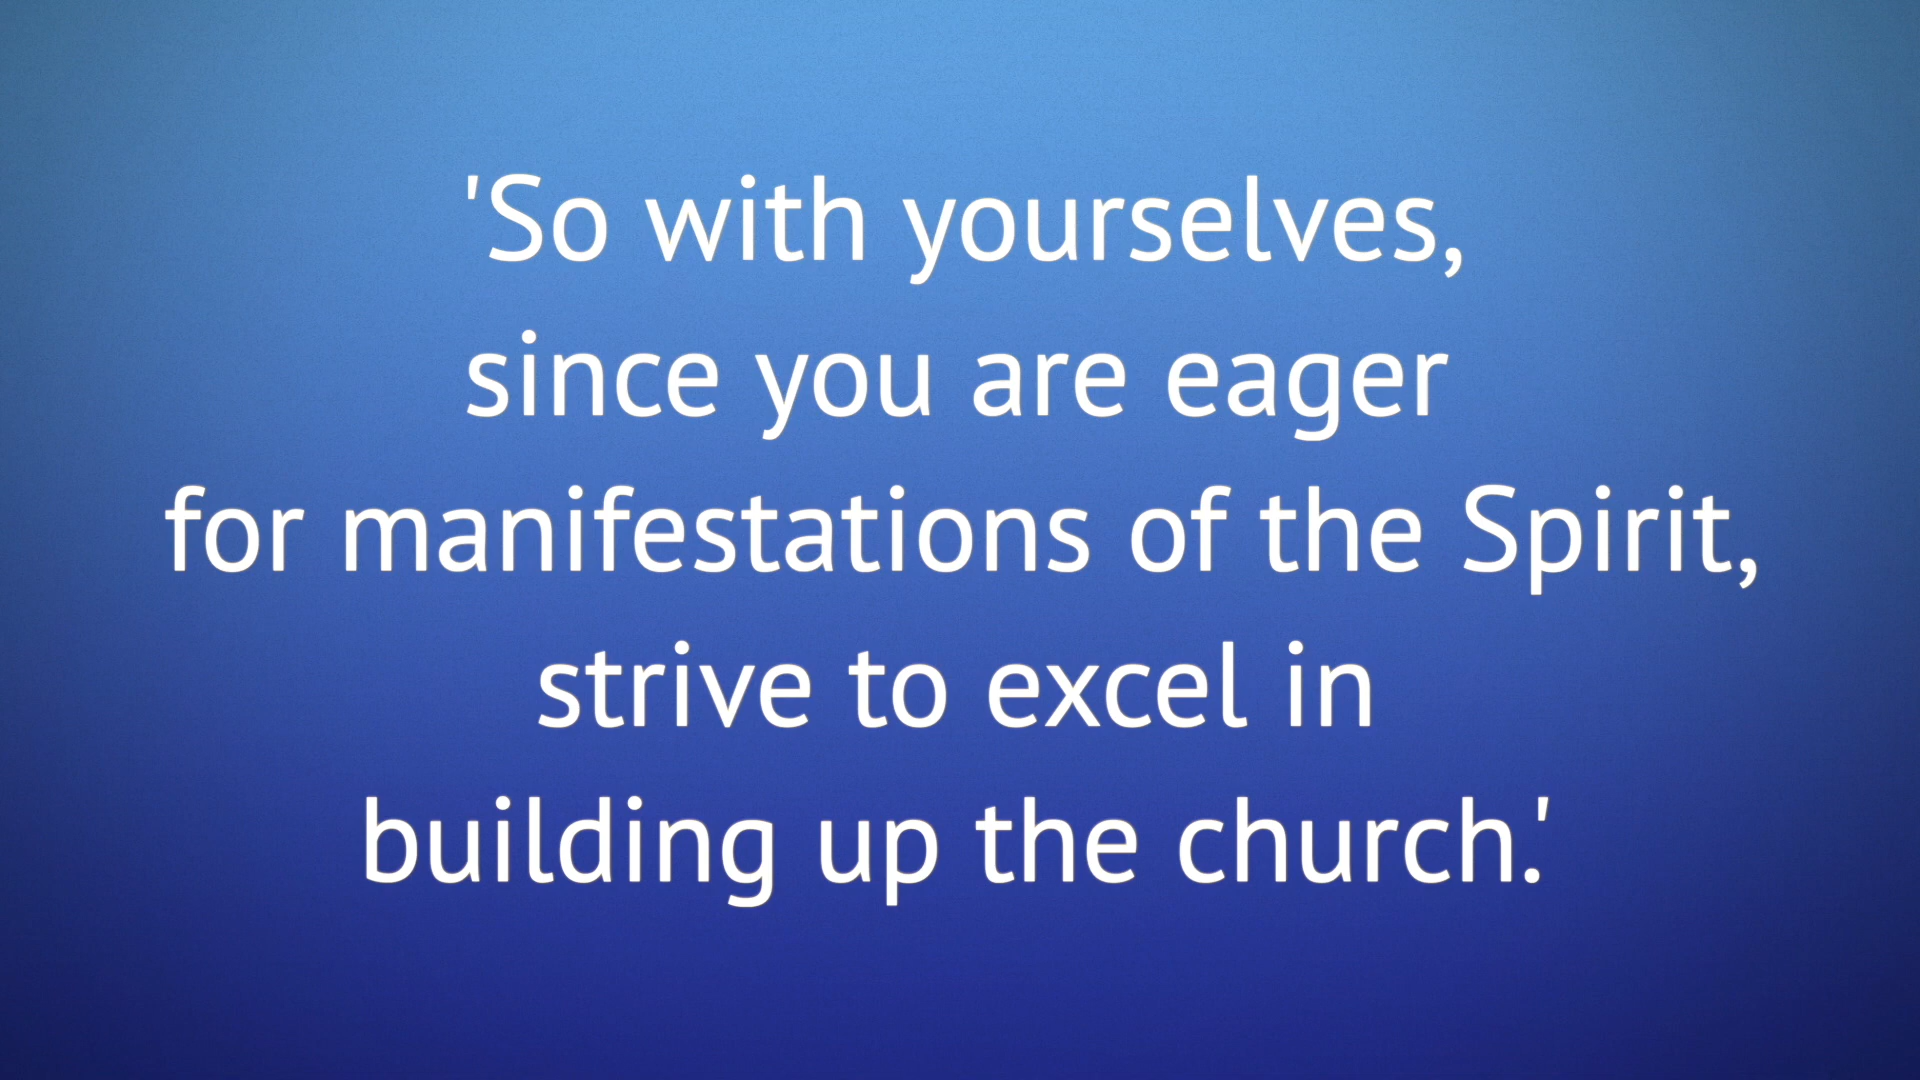 'So with yourselves,
since you are eager
for manifestations of the Spirit,
strive to excel in
building up the church.'